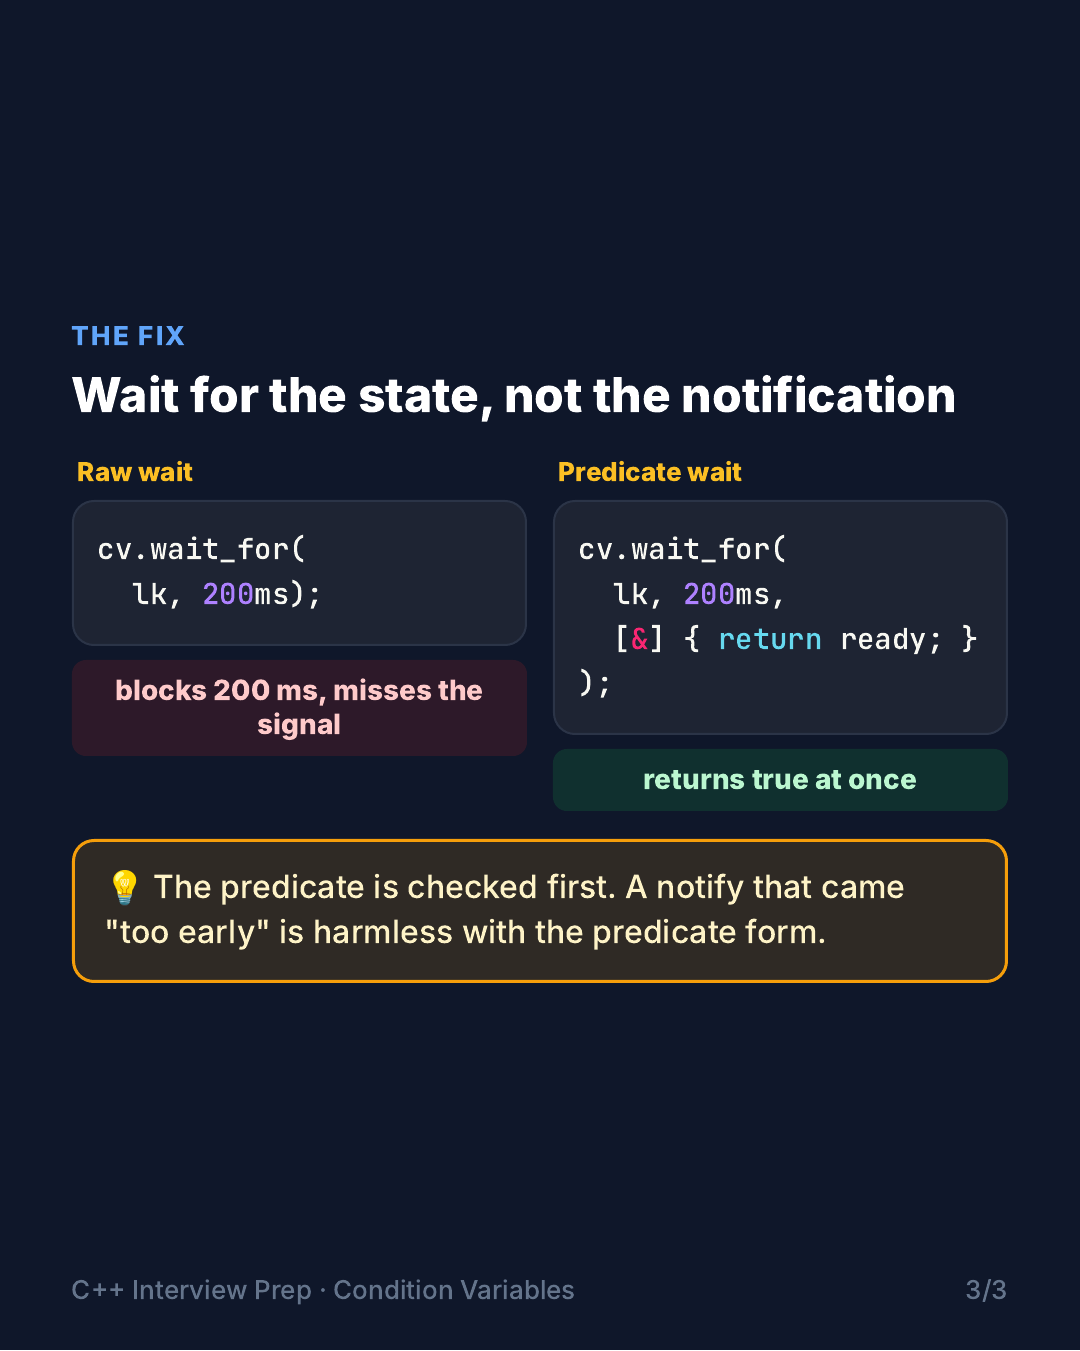 THE FIX
Wait for the state, not the notification
Raw wait
cv.wait_for(
  lk, 200ms);
blocks 200 ms, misses the
signal
Predicate wait
cv.wait_for(
  lk, 200ms,
  [&] { return ready; }
);
returns true at once
💡 The predicate is checked first. A notify that came
"too early" is harmless with the predicate form.
C++ Interview Prep · Condition Variables
3/3